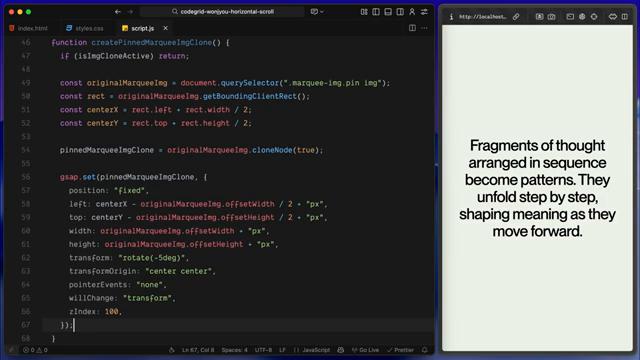 codegrid-wonjyou-horizontal-scroll
index.html
styles.css
script.js
http://localhost...
46 function createPinnedMarqueeImgClone() {
47 if (isImgCloneActive) return;
48
49 const originalMarqueeImg = document.querySelector(".marquee-img.pin img");
50 const rect = originalMarqueeImg.getBoundingClientRect();
51 const centerX = rect.left + rect.width / 2;
52 const centerY = rect.top + rect.height / 2;
53
54 pinnedMarqueeImgClone = originalMarqueeImg.cloneNode(true);
55
56 gsap.set(pinnedMarqueeImgClone, {
57 position: "fixed",
58 left: centerX - originalMarqueeImg.offsetWidth / 2 + "px",
59 top: centerY - originalMarqueeImg.offsetHeight / 2 + "px",
60 width: originalMarqueeImg.offsetWidth + "px",
61 height: originalMarqueeImg.offsetHeight + "px",
62 transform: "rotate(-5deg)",
63 transformOrigin: "center center",
64 pointerEvents: "none",
65 willChange: "transform",
66 zIndex: 100,
67 });
68 }
Fragments of thought
arranged in sequence
become patterns. They
unfold step by step,
shaping meaning as they
move forward.
0 0
Ln 67, Col 8
Spaces: 4
UTF-8
LF
{} JavaScript
Go Live
Prettier